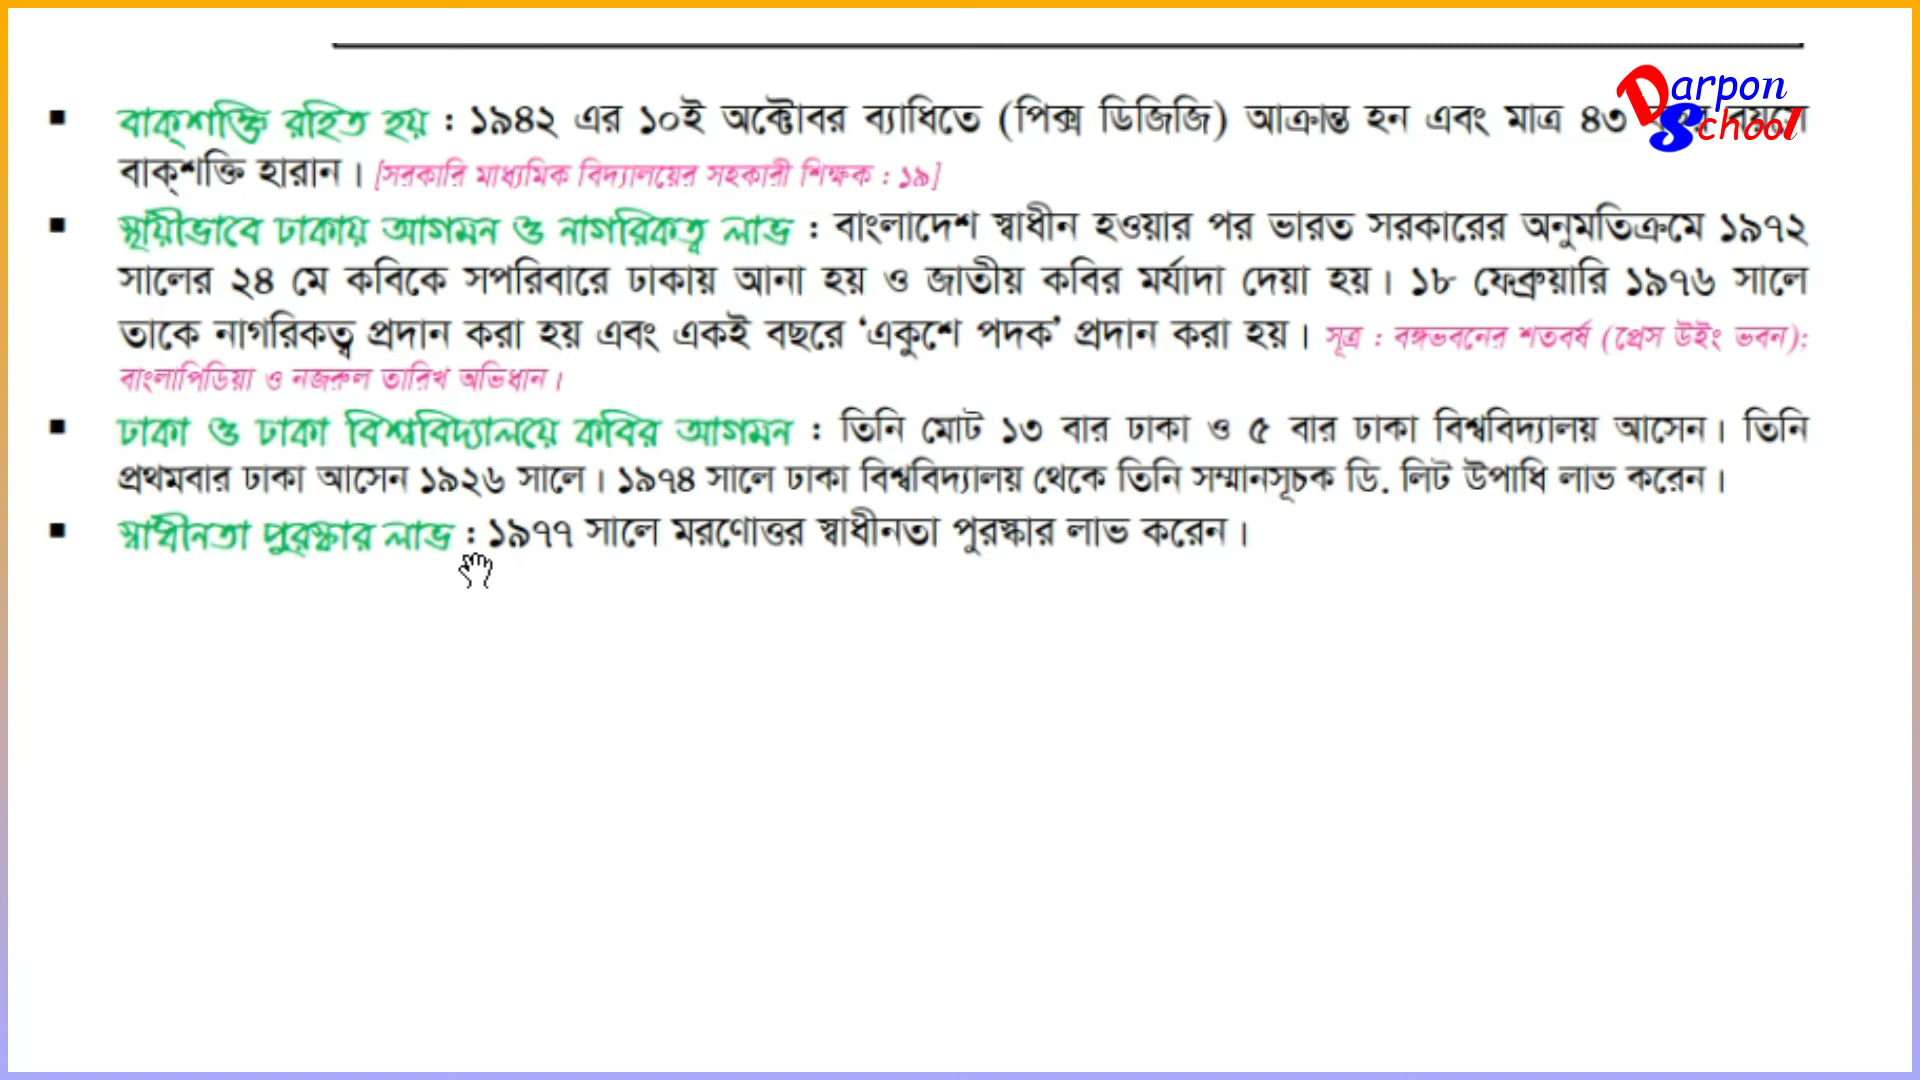 Darpon
School
▪ বাক্‌শক্তি রহিত হয় : ১৯৪২ এর ১০ই অক্টোবর ব্যাধিতে (পিক্স ডিজিজি) আক্রান্ত হন এবং মাত্র ৪৩ বয়সে
বাক্‌শক্তি হারান। [সরকারি মাধ্যমিক বিদ্যালয়ের সহকারী শিক্ষক : ১৯]
▪ স্থায়ীভাবে ঢাকায় আগমন ও নাগরিকত্ব লাভ : বাংলাদেশ স্বাধীন হওয়ার পর ভারত সরকারের অনুমতিক্রমে ১৯৭২
সালের ২৪ মে কবিকে সপরিবারে ঢাকায় আনা হয় ও জাতীয় কবির মর্যাদা দেয়া হয়। ১৮ ফেব্রুয়ারি ১৯৭৬ সালে
তাকে নাগরিকত্ব প্রদান করা হয় এবং একই বছরে ‘একুশে পদক’ প্রদান করা হয়। সূত্র : বঙ্গভবনের শতবর্ষ (প্রেস উইং ভবন);
বাংলাপিডিয়া ও নজরুল তারিখ অভিধান।
▪ ঢাকা ও ঢাকা বিশ্ববিদ্যালয়ে কবির আগমন : তিনি মোট ১৩ বার ঢাকা ও ৫ বার ঢাকা বিশ্ববিদ্যালয় আসেন। তিনি
প্রথমবার ঢাকা আসেন ১৯২৬ সালে। ১৯৭৪ সালে ঢাকা বিশ্ববিদ্যালয় থেকে তিনি সম্মানসূচক ডি. লিট উপাধি লাভ করেন।
▪ স্বাধীনতা পুরস্কার লাভ : ১৯৭৭ সালে মরণোত্তর স্বাধীনতা পুরস্কার লাভ করেন।